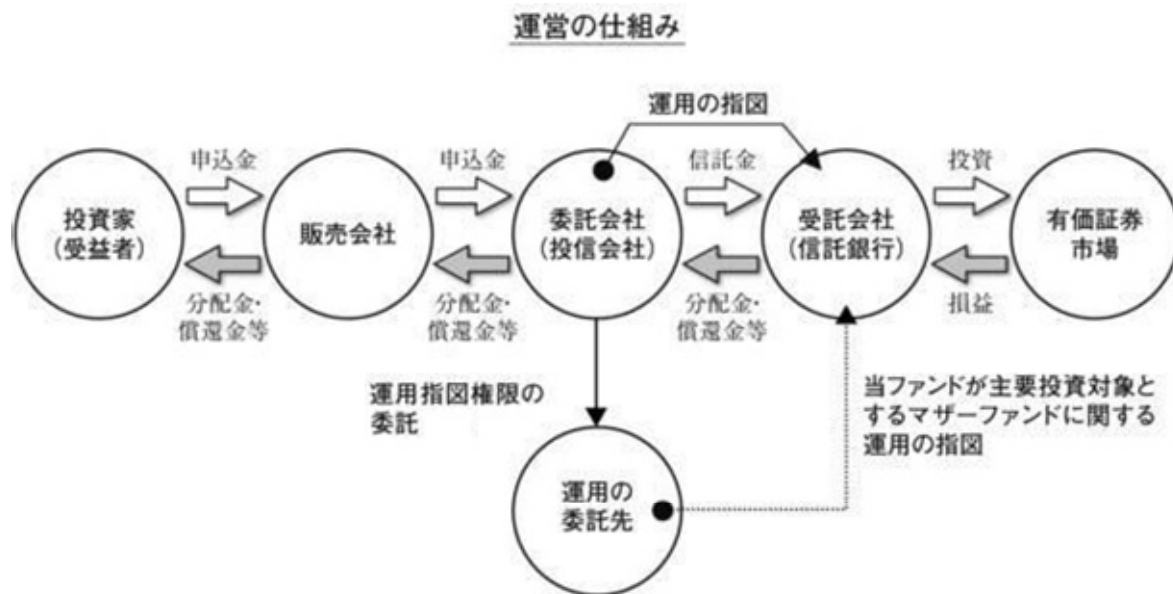 運営の仕組み
運用の指図
申込金
申込金
信託金
投資
投資家
(受益者)
販売会社
委託会社
(投信会社)
受託会社
(信託銀行)
有価証券
市場
分配金・
償還金等
分配金・
償還金等
分配金・
償還金等
損益
運用指図権限の
委託
当ファンドが主要投資対象と
するマザーファンドに関する
運用の指図
運用の
委託先